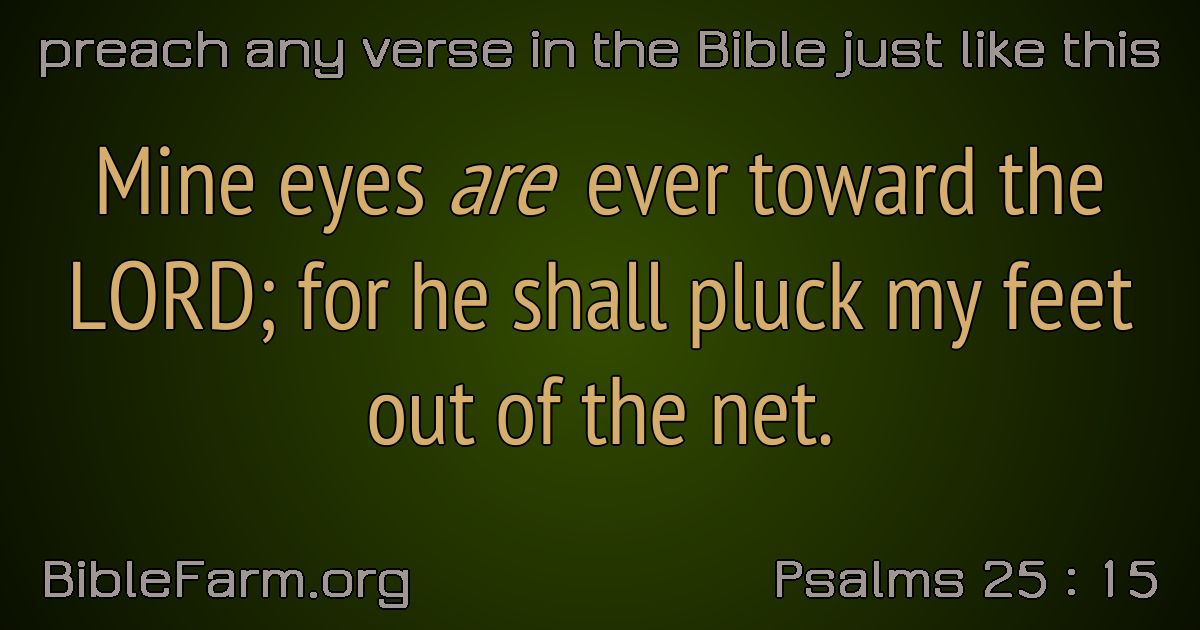 preach any verse in the Bible just like this
Mine eyes are ever toward the
LORD; for he shall pluck my feet
out of the net.
BibleFarm.org
Psalms 25 : 15